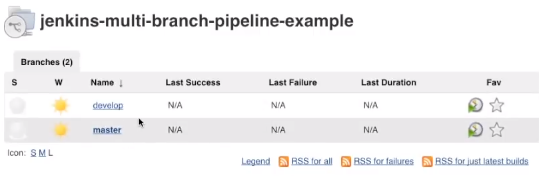 jenkins-multi-branch-pipeline-example
Branches (2)
S W Name ↓ Last Success Last Failure Last Duration Fav
develop N/A N/A N/A
master N/A N/A N/A
Icon: S M L
Legend RSS for all RSS for failures RSS for just latest builds